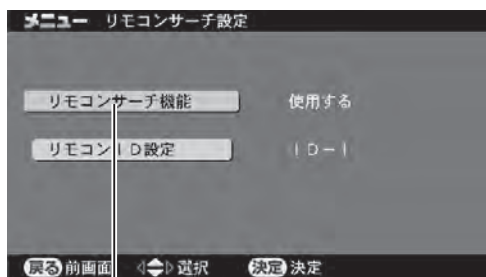 メニュー リモコンサーチ設定
リモコンサーチ機能 使用する
リモコンID設定 ID-1
戻る 前画面 選択 決定 決定